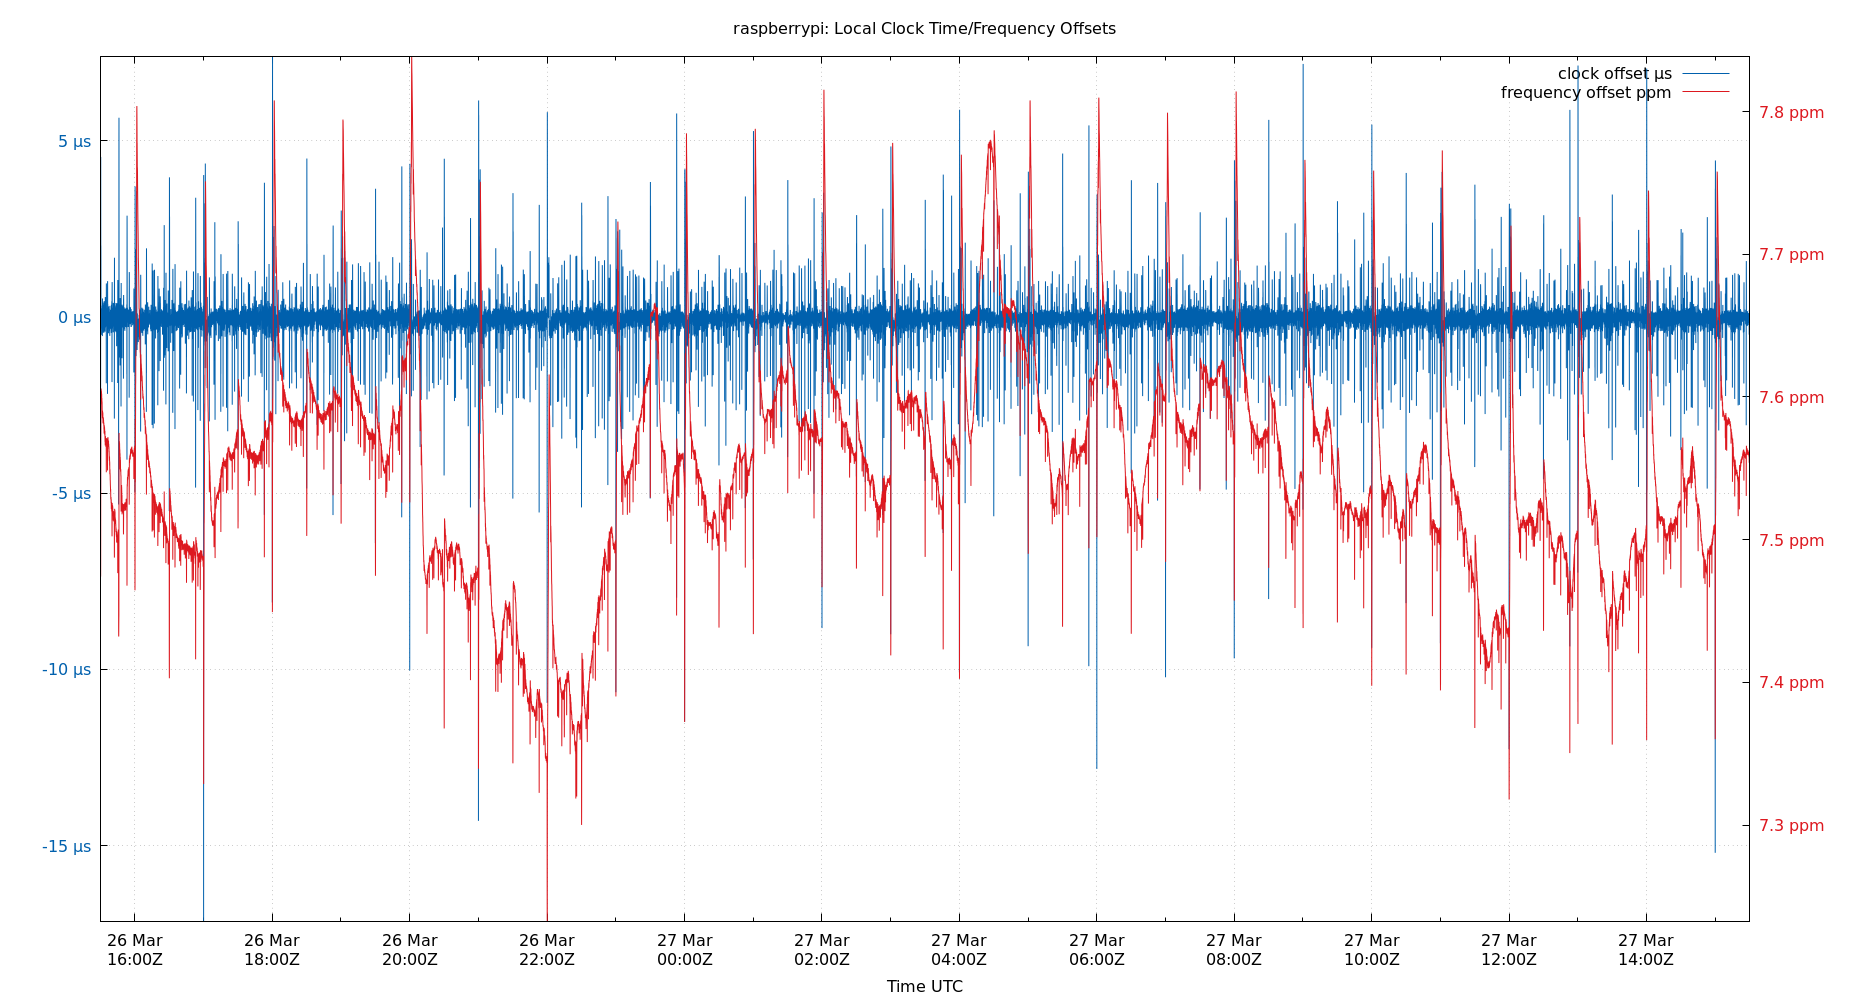 raspberrypi: Local Clock Time/Frequency Offsets
clock offset µs
frequency offset ppm
5 µs
0 µs
-5 µs
-10 µs
-15 µs
7.8 ppm
7.7 ppm
7.6 ppm
7.5 ppm
7.4 ppm
7.3 ppm
26 Mar
16:00Z
26 Mar
18:00Z
26 Mar
20:00Z
26 Mar
22:00Z
27 Mar
00:00Z
27 Mar
02:00Z
27 Mar
04:00Z
27 Mar
06:00Z
27 Mar
08:00Z
27 Mar
10:00Z
27 Mar
12:00Z
27 Mar
14:00Z
Time UTC